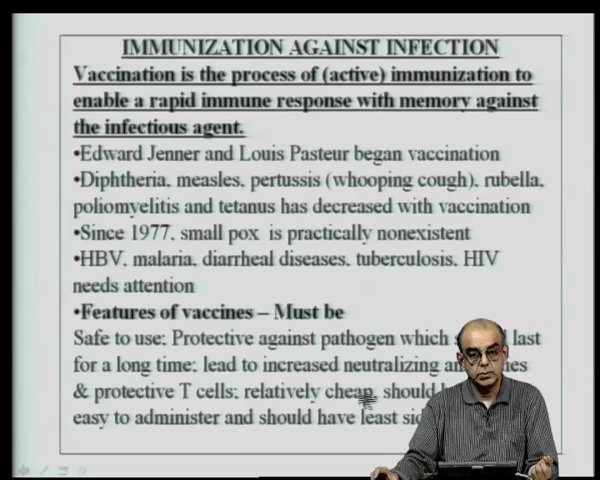 IMMUNIZATION AGAINST INFECTION
Vaccination is the process of (active) immunization to
enable a rapid immune response with memory against
the infectious agent.
•Edward Jenner and Louis Pasteur began vaccination
•Diphtheria, measles, pertussis (whooping cough), rubella,
poliomyelitis and tetanus has decreased with vaccination
•Since 1977, small pox is practically nonexistent
•HBV, malaria, diarrheal diseases, tuberculosis, HIV
needs attention
•Features of vaccines – Must be
Safe to use; Protective against pathogen which last
for a long time; lead to increased neutralizing
& protective T cells; relatively cheap, should
easy to administer and should have least